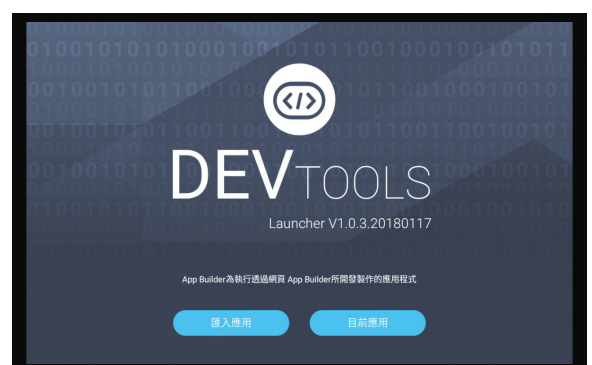 </>
DEVTOOLS
Launcher V1.0.3.20180117
App Builder為執行透過網頁 App Builder所開發製作的應用程式
匯入應用
目前應用